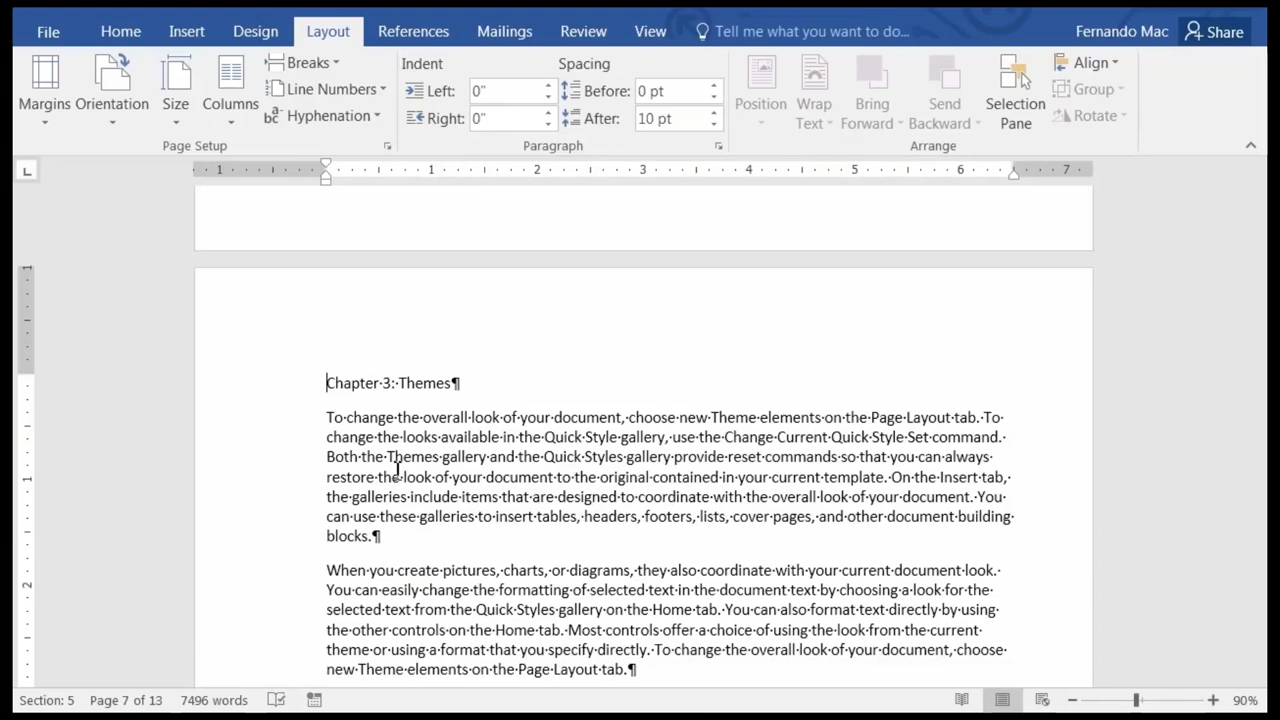 File Home Insert Design Layout References Mailings Review View Tell me what you want to do... Fernando Mac Share
Margins Orientation Size Columns Breaks Line Numbers Hyphenation
Page Setup
Indent Spacing
Left: 0" Before: 0 pt
Right: 0" After: 10 pt
Paragraph
Position Wrap Text Bring Forward Send Backward Selection Pane Align Group Rotate
Arrange
1 1 2 3 4 5 6 7
1
1
2
Chapter·3:·Themes¶
To·change·the·overall·look·of·your·document,·choose·new·Theme·elements·on·the·Page·Layout·tab.·To·
change·the·looks·available·in·the·Quick·Style·gallery,·use·the·Change·Current·Quick·Style·Set·command.·
Both·the·Themes·gallery·and·the·Quick·Styles·gallery·provide·reset·commands·so·that·you·can·always·
restore·the·look·of·your·document·to·the·original·contained·in·your·current·template.·On·the·Insert·tab,·
the·galleries·include·items·that·are·designed·to·coordinate·with·the·overall·look·of·your·document.·You·
can·use·these·galleries·to·insert·tables,·headers,·footers,·lists,·cover·pages,·and·other·document·building·
blocks.¶
When·you·create·pictures,·charts,·or·diagrams,·they·also·coordinate·with·your·current·document·look.·
You·can·easily·change·the·formatting·of·selected·text·in·the·document·text·by·choosing·a·look·for·the·
selected·text·from·the·Quick·Styles·gallery·on·the·Home·tab.·You·can·also·format·text·directly·by·using·
the·other·controls·on·the·Home·tab.·Most·controls·offer·a·choice·of·using·the·look·from·the·current·
theme·or·using·a·format·that·you·specify·directly.·To·change·the·overall·look·of·your·document,·choose·
new·Theme·elements·on·the·Page·Layout·tab.¶
Section: 5 Page 7 of 13 7496 words 90%